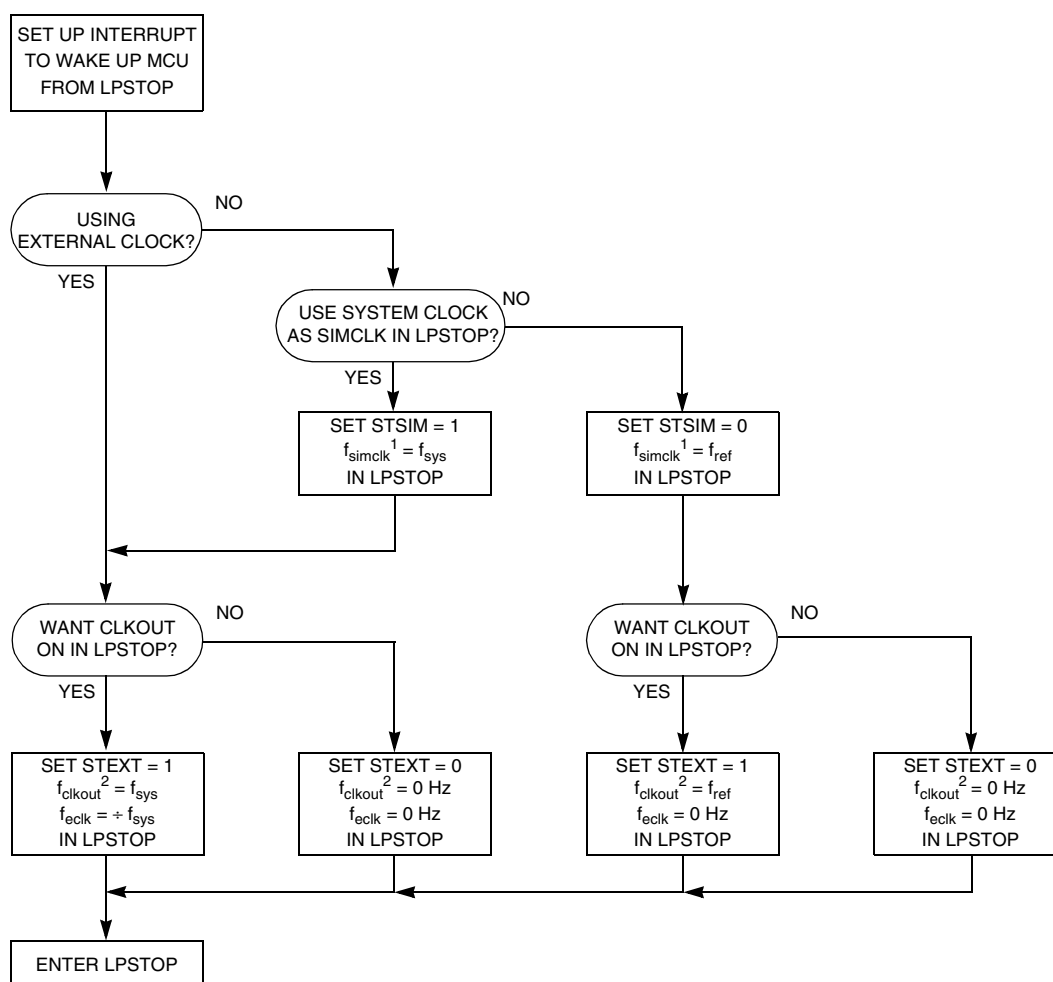 SET UP INTERRUPT
TO WAKE UP MCU
FROM LPSTOP
USING
EXTERNAL CLOCK?
NO
YES
USE SYSTEM CLOCK
AS SIMCLK IN LPSTOP?
NO
YES
SET STSIM = 1
fsimclk1 = fsys
IN LPSTOP
SET STSIM = 0
fsimclk1 = fref
IN LPSTOP
WANT CLKOUT
ON IN LPSTOP?
NO
YES
WANT CLKOUT
ON IN LPSTOP?
NO
YES
SET STEXT = 1
fclkout2 = fsys
feclk = ÷ fsys
IN LPSTOP
SET STEXT = 0
fclkout2 = 0 Hz
feclk = 0 Hz
IN LPSTOP
SET STEXT = 1
fclkout2 = fref
feclk = 0 Hz
IN LPSTOP
SET STEXT = 0
fclkout2 = 0 Hz
feclk = 0 Hz
IN LPSTOP
ENTER LPSTOP